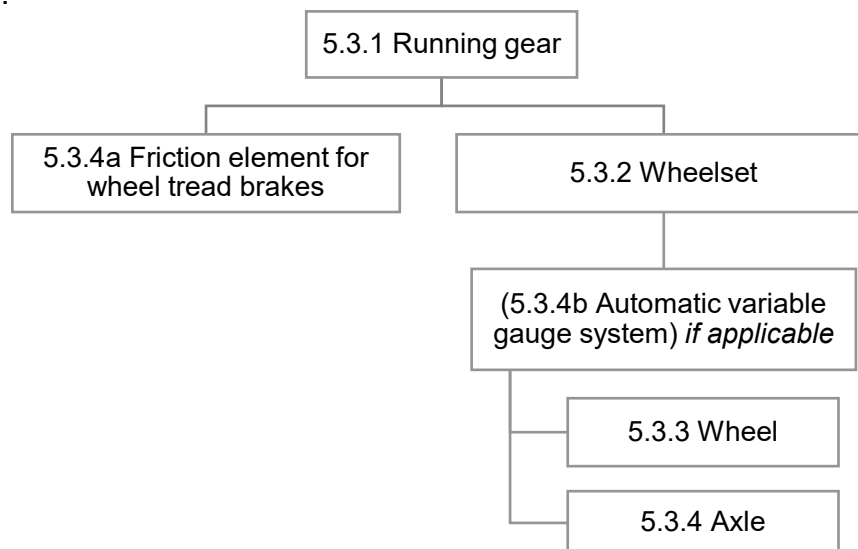 .
5.3.1 Running gear
5.3.4a Friction element for
wheel tread brakes
5.3.2 Wheelset
(5.3.4b Automatic variable
gauge system) if applicable
5.3.3 Wheel
5.3.4 Axle